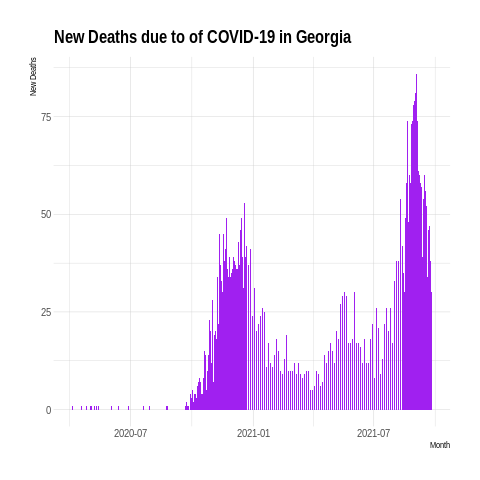 New Deaths due to of COVID-19 in Georgia
New Deaths
75
50
25
0
2020-07
2021-01
2021-07
Month